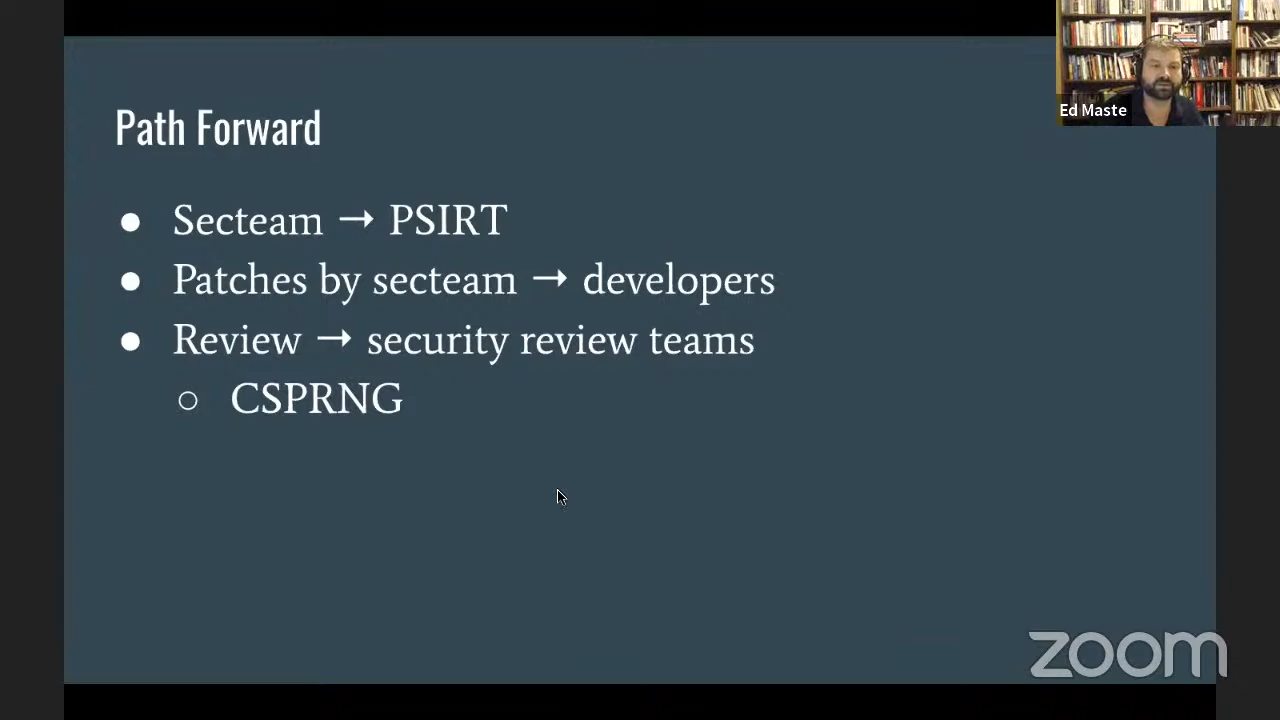 Ed Maste
Path Forward
● Secteam → PSIRT
● Patches by secteam → developers
● Review → security review teams
○ CSPRNG
zoom